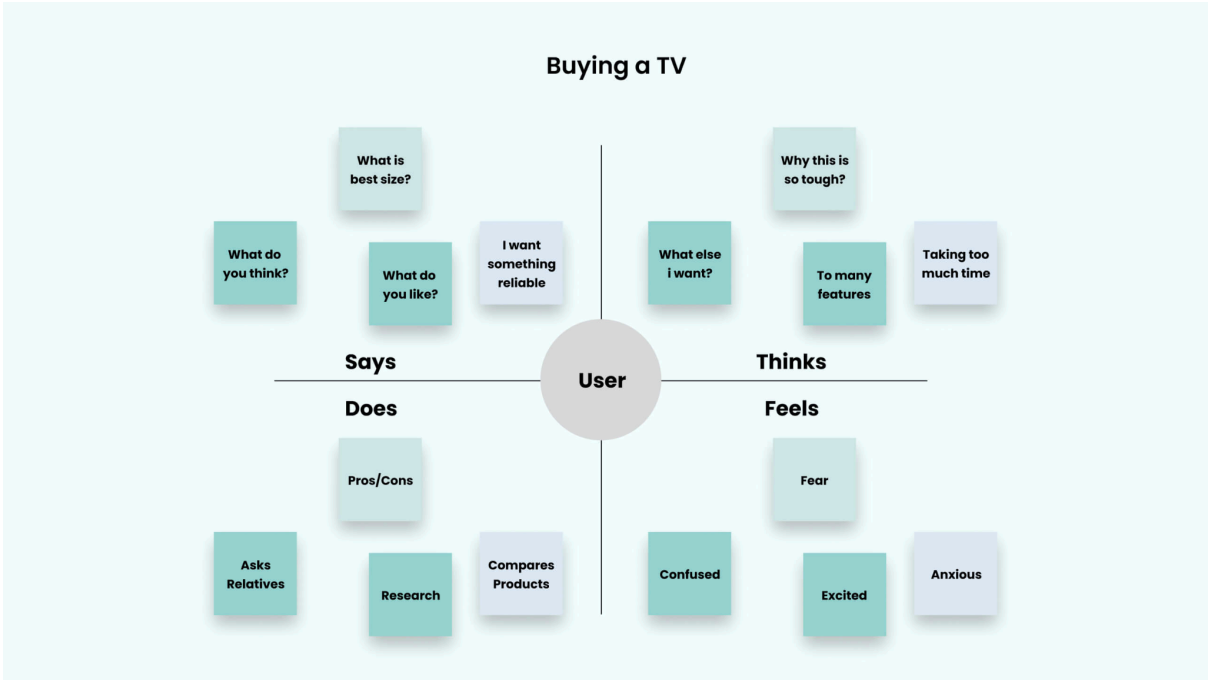 Buying a TV
What is
best size?
What do
you think?
What do
you like?
I want
something
reliable
Says
Why this is
so tough?
What else
i want?
To many
features
Taking too
much time
Thinks
User
Does
Pros/Cons
Asks
Relatives
Research
Compares
Products
Feels
Fear
Confused
Excited
Anxious